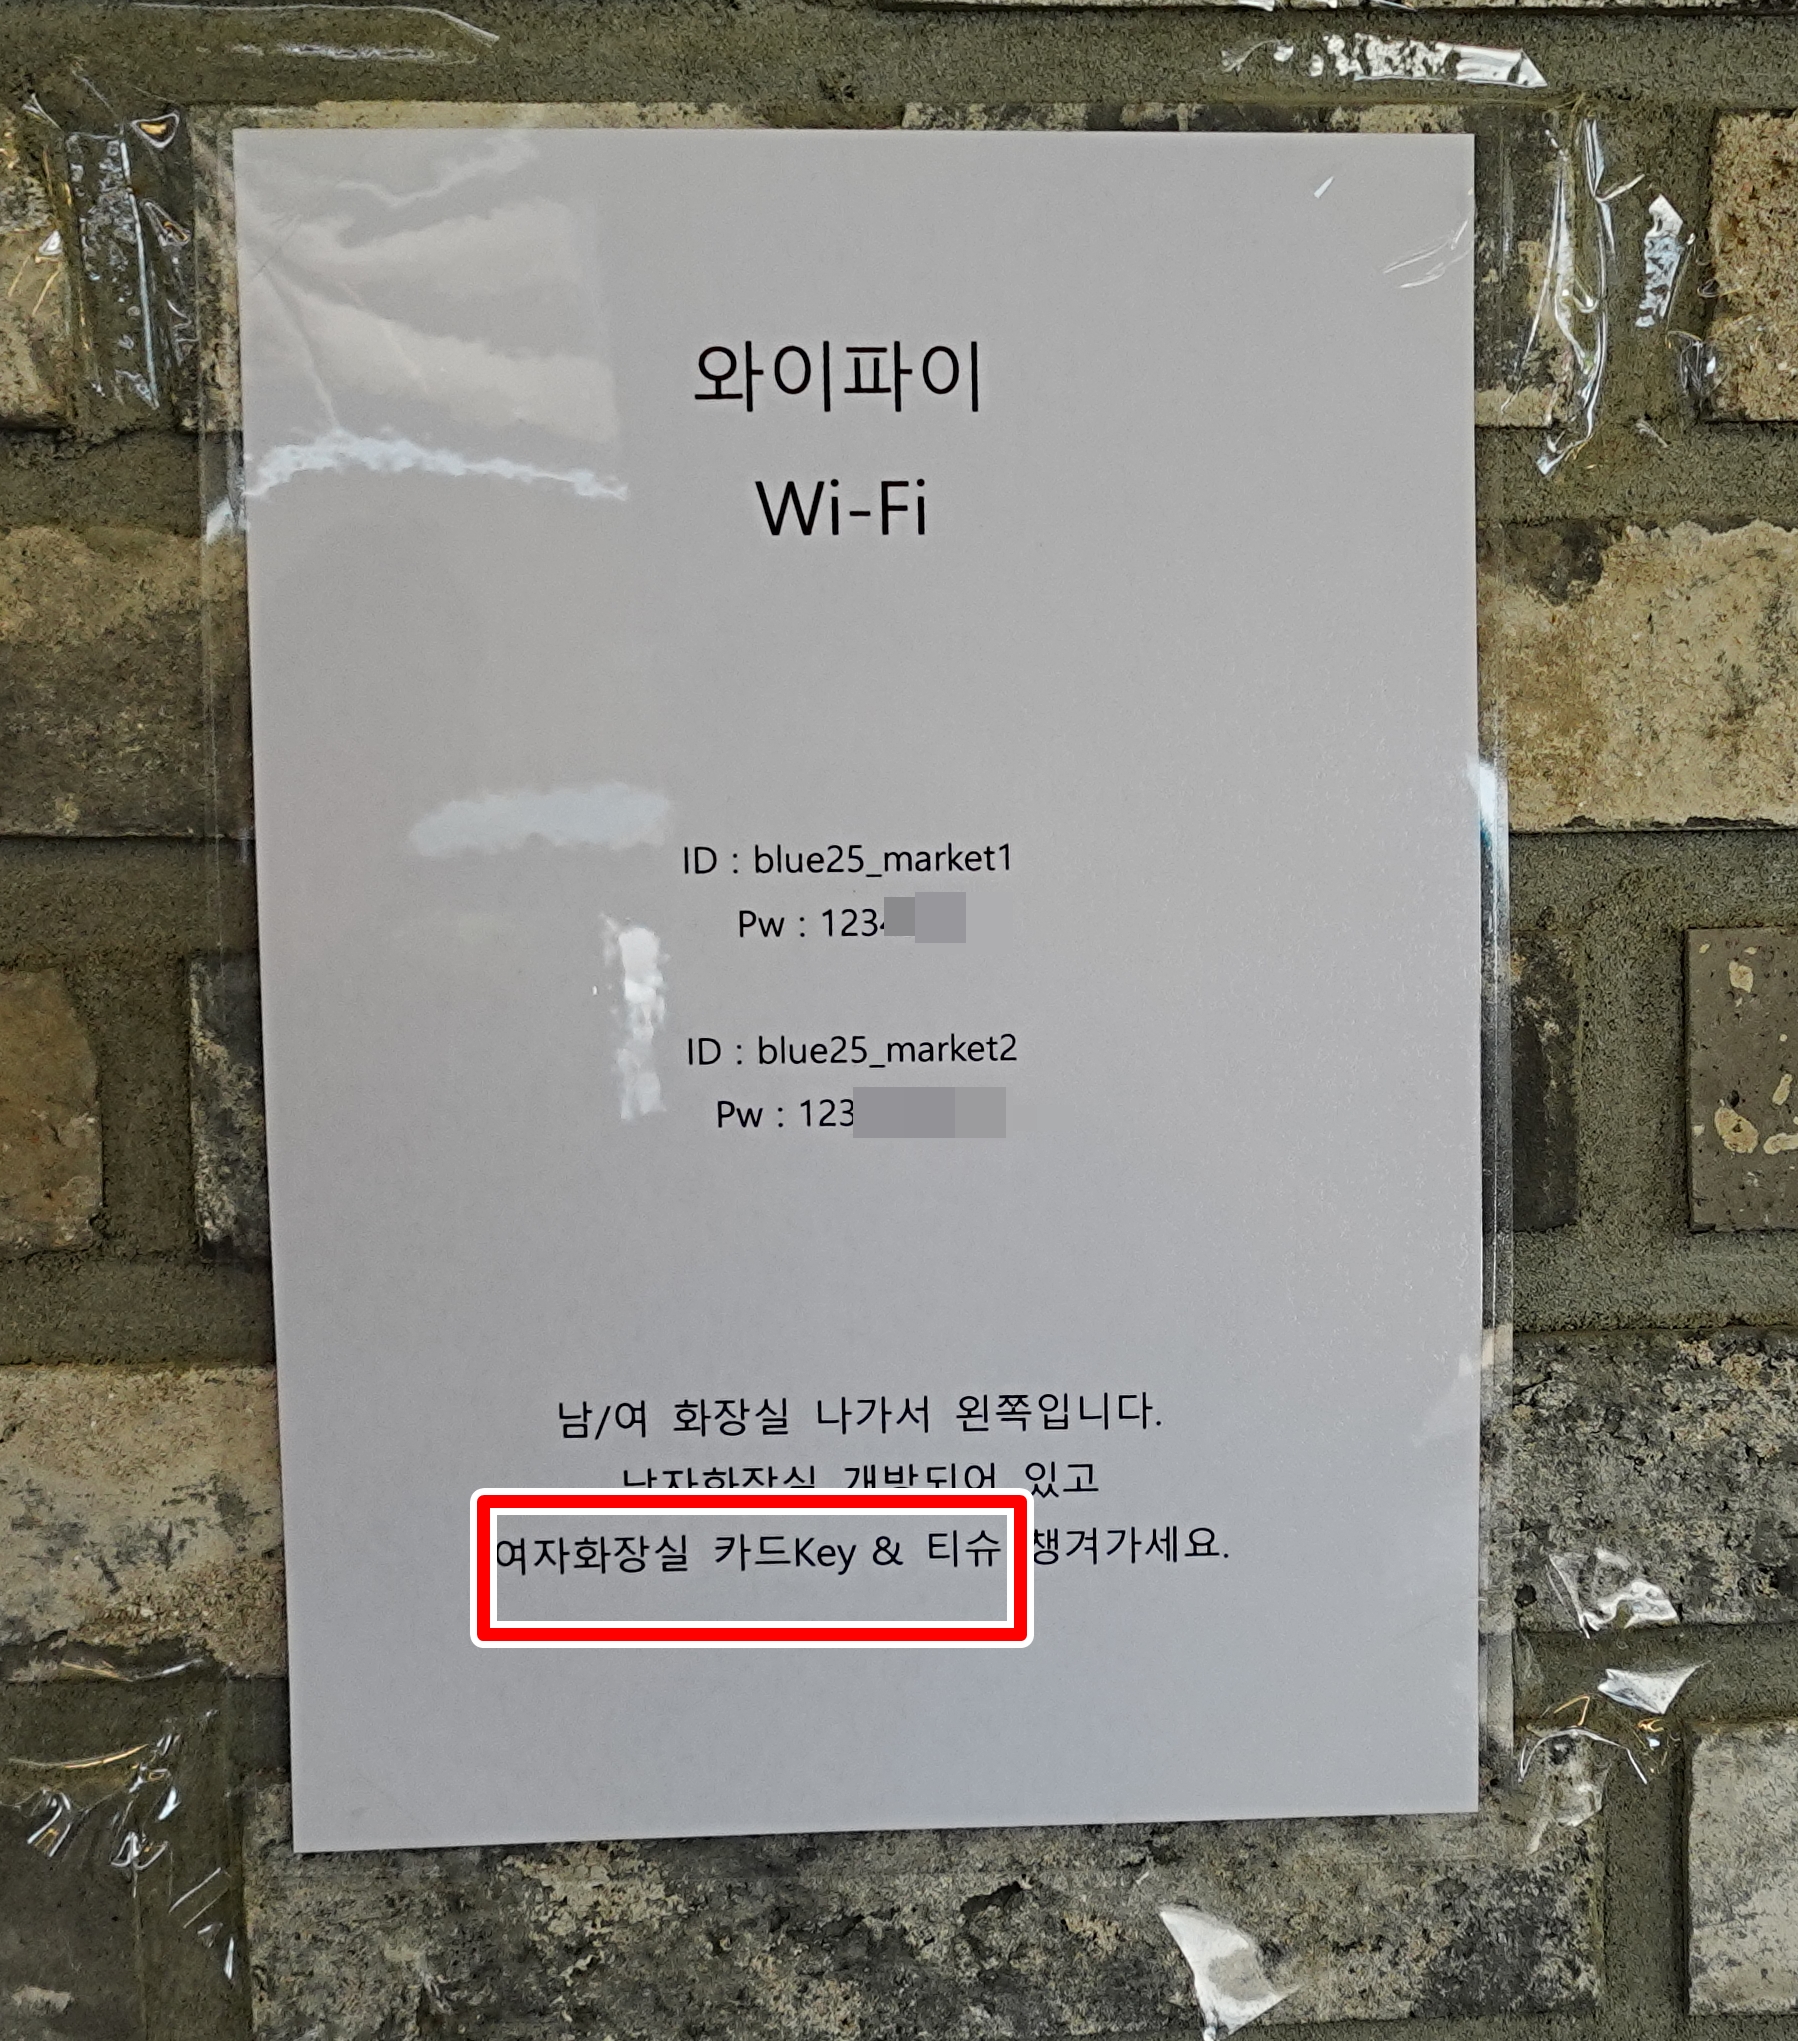 와이파이
Wi-Fi
ID : blue25_market1
Pw : 123
ID : blue25_market2
Pw : 123
남/여 화장실 나가서 왼쪽입니다.
남자화장실 개방되어 있고
여자화장실 카드Key & 티슈 챙겨가세요.